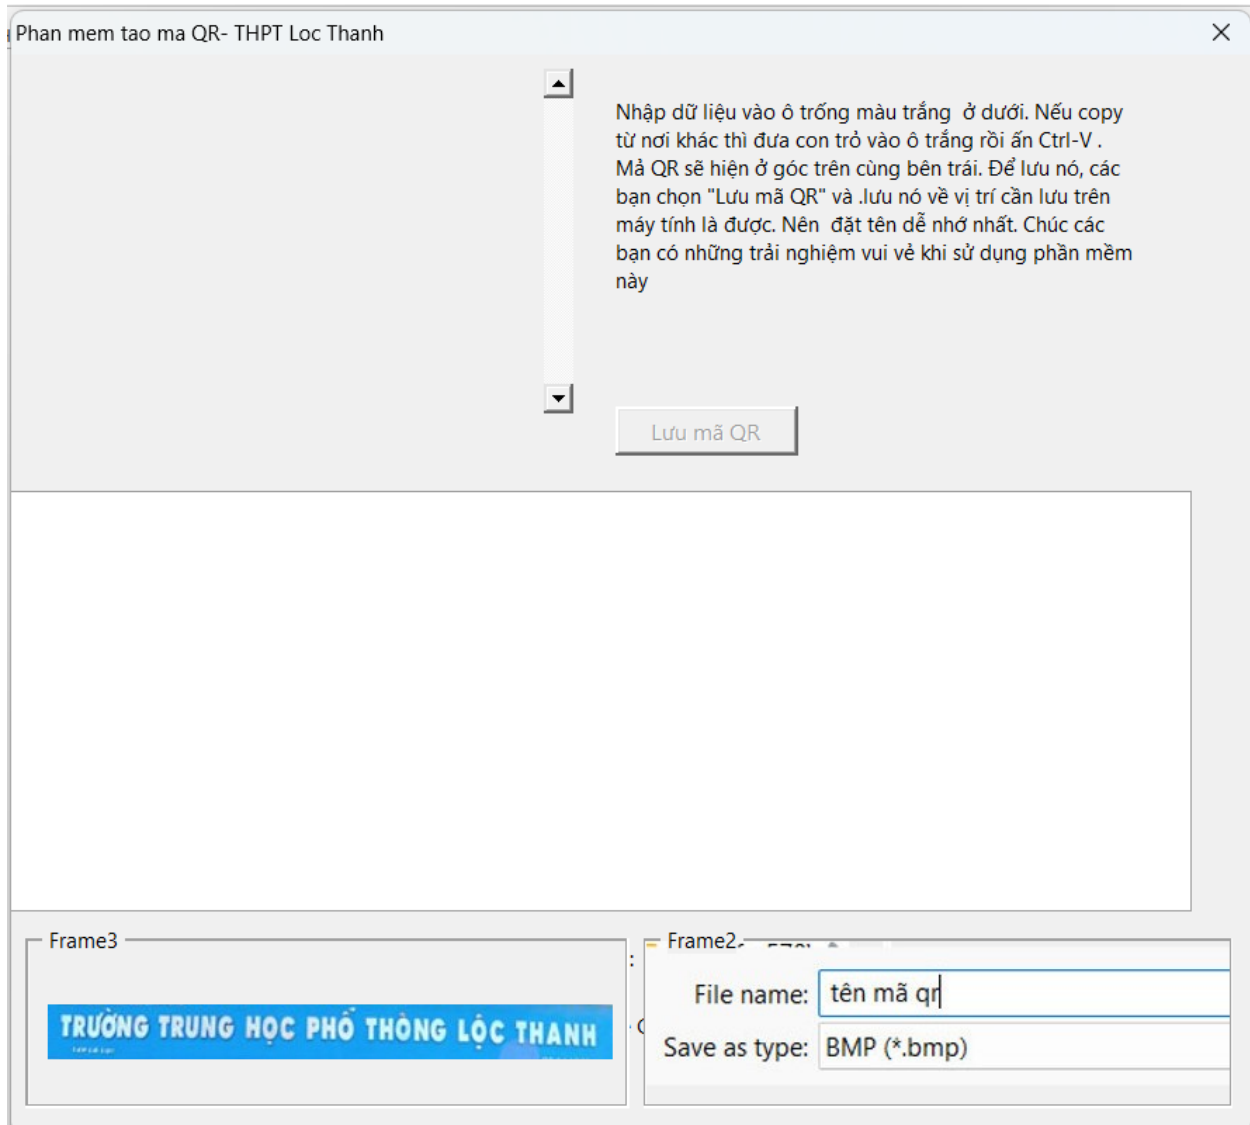 Phan mem tao ma QR- THPT Loc Thanh
Nhập dữ liệu vào ô trống màu trắng  ở dưới. Nếu copy
từ nơi khác thì đưa con trỏ vào ô trắng rồi ấn Ctrl-V .
Mả QR sẽ hiện ở góc trên cùng bên trái. Để lưu nó, các
bạn chọn "Lưu mã QR" và .lưu nó về vị trí cần lưu trên
máy tính là được. Nên  đặt tên dễ nhớ nhất. Chúc các
bạn có những trải nghiệm vui vẻ khi sử dụng phần mềm
này
Lưu mã QR
Frame3
TRƯỜNG TRUNG HỌC PHỔ THÔNG LỘC THANH
Frame2
File name: tên mã qr
Save as type: BMP (*.bmp)